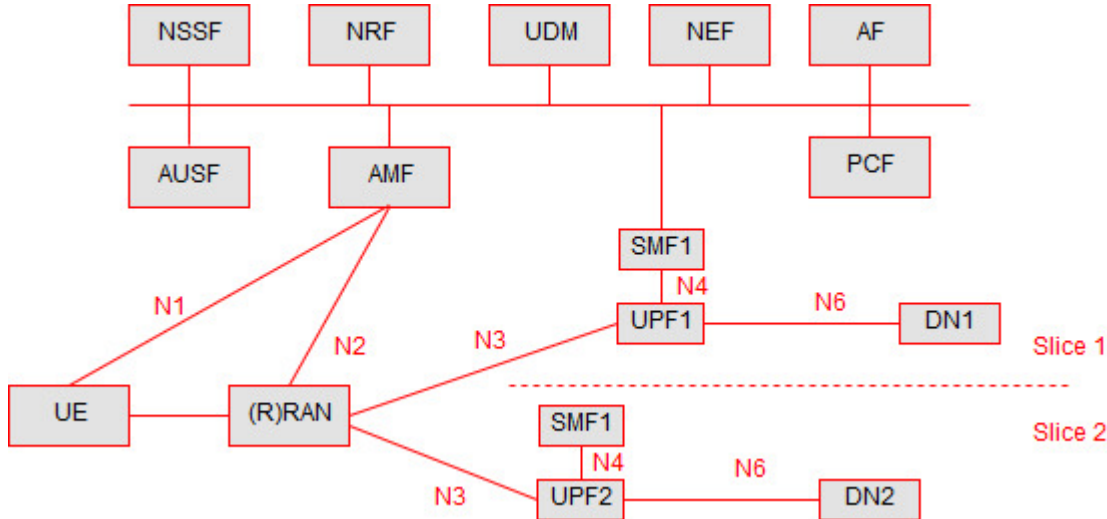 NSSF
NRF
UDM
NEF
AF
AUSF
AMF
PCF
SMF1
N1
N4
N6
UPF1
DN1
N2
N3
Slice 1
UE
(R)RAN
SMF1
Slice 2
N4
N6
N3
UPF2
DN2